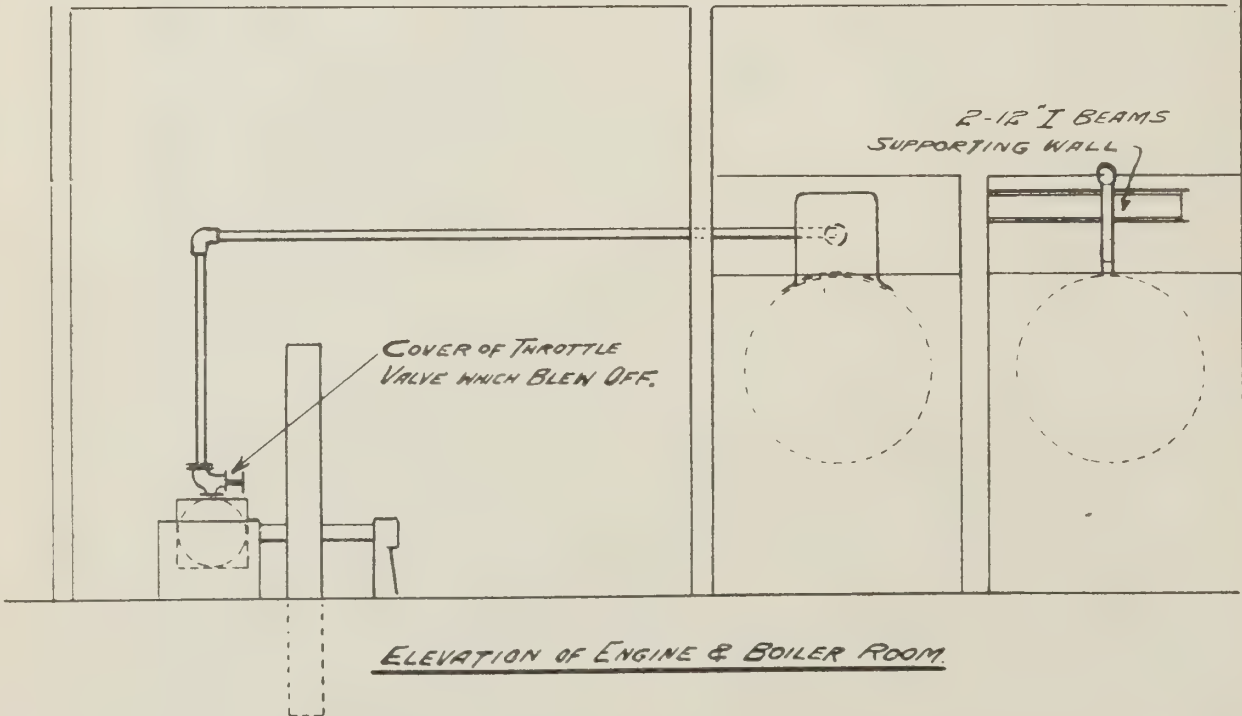 2-12" I BEAMS
SUPPORTING WALL
COVER OF THROTTLE
VALVE WHICH BLEW OFF.
ELEVATION OF ENGINE & BOILER ROOM.